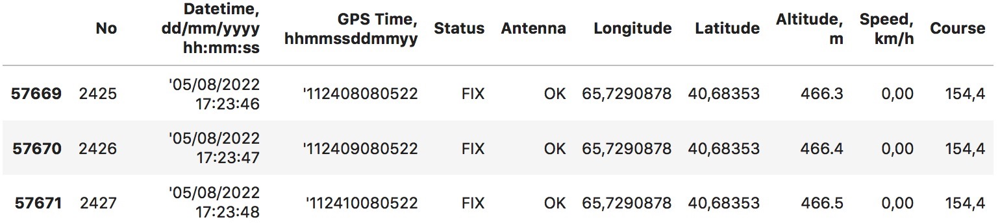 No Datetime, dd/mm/yyyy hh:mm:ss GPS Time, hhmmssddmmyy Status Antenna Longitude Latitude Altitude, m Speed, km/h Course
57669 2425 '05/08/2022 17:23:46 '112408080522 FIX OK 65,7290878 40,68353 466.3 0,00 154,4
57670 2426 '05/08/2022 17:23:47 '112409080522 FIX OK 65,7290878 40,68353 466.4 0,00 154,4
57671 2427 '05/08/2022 17:23:48 '112410080522 FIX OK 65,7290878 40,68353 466.5 0,00 154,4